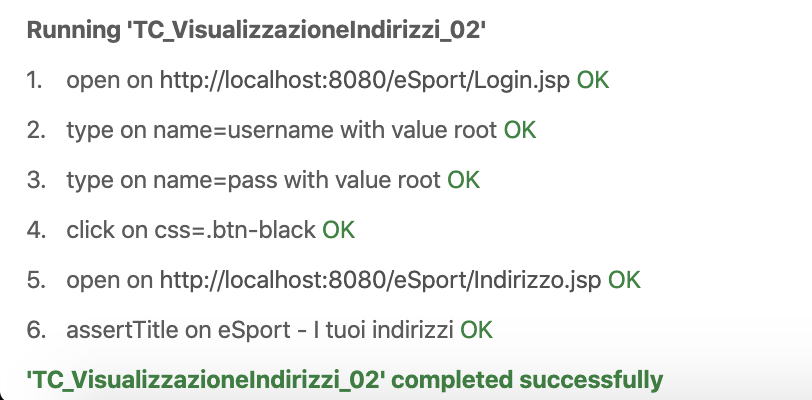 Running 'TC_VisualizzazioneIndirizzi_02'
1. open on http://localhost:8080/eSport/Login.jsp OK
2. type on name=username with value root OK
3. type on name=pass with value root OK
4. click on css=.btn-black OK
5. open on http://localhost:8080/eSport/Indirizzo.jsp OK
6. assertTitle on eSport - I tuoi indirizzi OK
'TC_VisualizzazioneIndirizzi_02' completed successfully